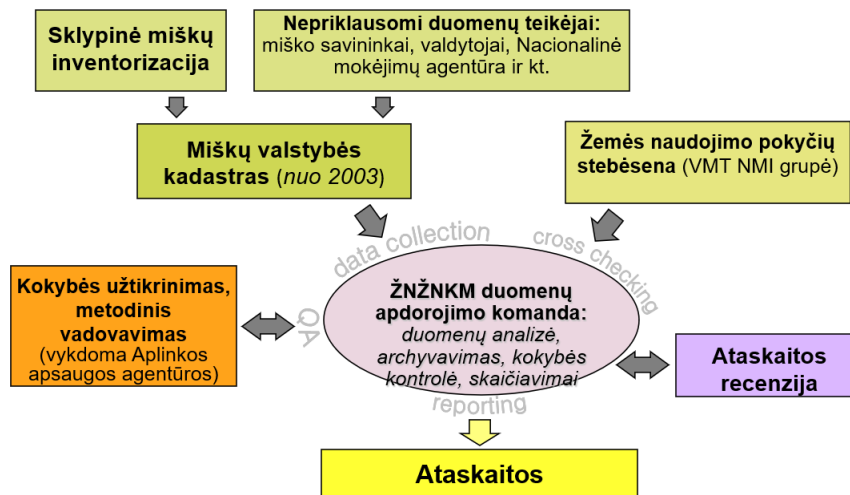 Sklypinė miškų
inventorizacija
Nepriklausomi duomenų teikėjai:
miško savininkai, valdytojai, Nacionalinė
mokėjimų agentūra ir kt.
Miškų valstybės
kadastras (nuo 2003)
Žemės naudojimo pokyčių
stebėsena (VMT NMI grupė)
data collection
cross checking
Kokybės užtikrinimas,
metodinis
vadovavimas
(vykdoma Aplinkos
apsaugos agentūros)
QA
ŽNŽNKM duomenų
apdorojimo komanda:
duomenų analizė,
archyvavimas, kokybės
kontrolė, skaičiavimai
Ataskaitos
recenzija
reporting
Ataskaitos